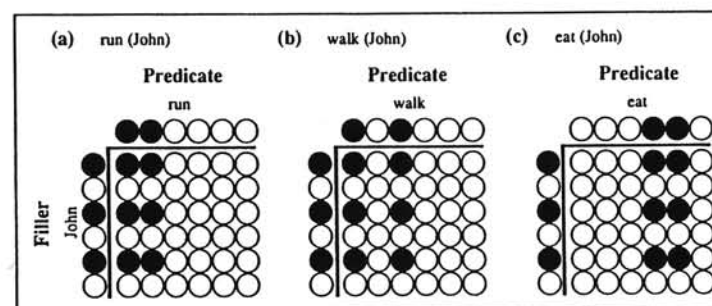 (a) run (John) (b) walk (John) (c) eat (John)
Predicate Predicate Predicate
run walk eat
Filler
John